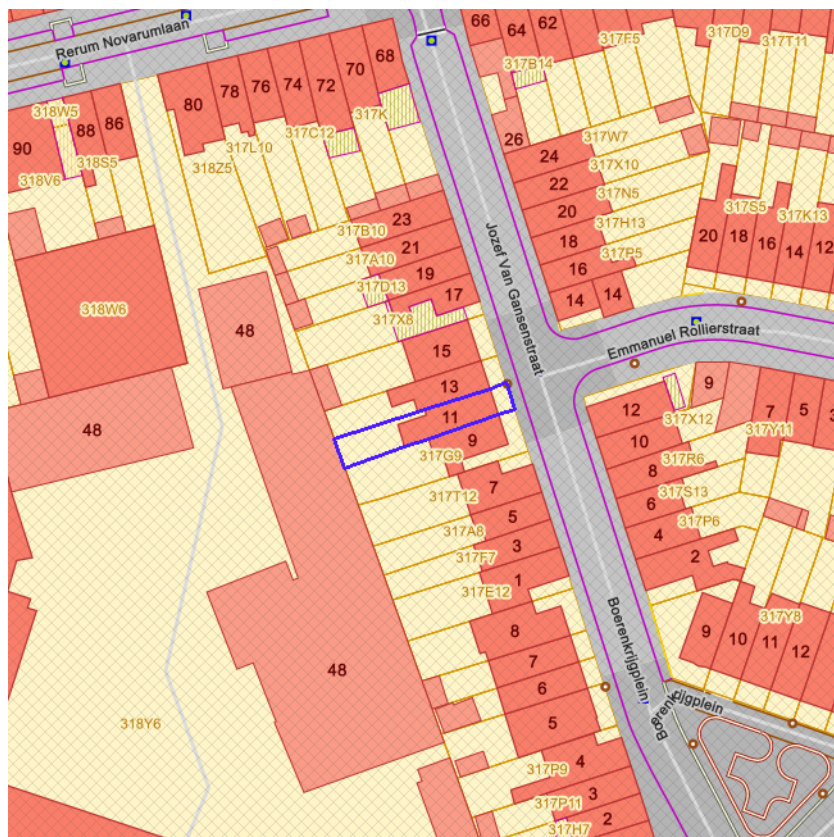 Rerum Novarumlaan
66
64
62
317F5
317D9
317T11
317B14
68
70
72
74
76
78
80
317K
317C12
317L10
318Z5
318W5
88
86
90
318S5
318V6
26
24
317W7
22
317X10
20
317N5
18
317H13
16
317P5
14
14
317S5
317K13
20
18
16
14
12
23
317B10
21
317A10
19
317D13
17
317X8
15
13
11
9
317G9
Jozef Van Gansenstraat
Emmanuel Rollierstraat
318W6
48
48
12
9
317X12
7
5
3
317Y11
10
317R6
8
317S13
6
317P6
4
2
7
317T12
5
317A8
3
317F7
1
317E12
8
7
6
5
4
317P9
3
317P11
2
317H7
48
318Y6
Boerenkrijgplein
Boerenkrijgplein
317Y8
9
10
11
12